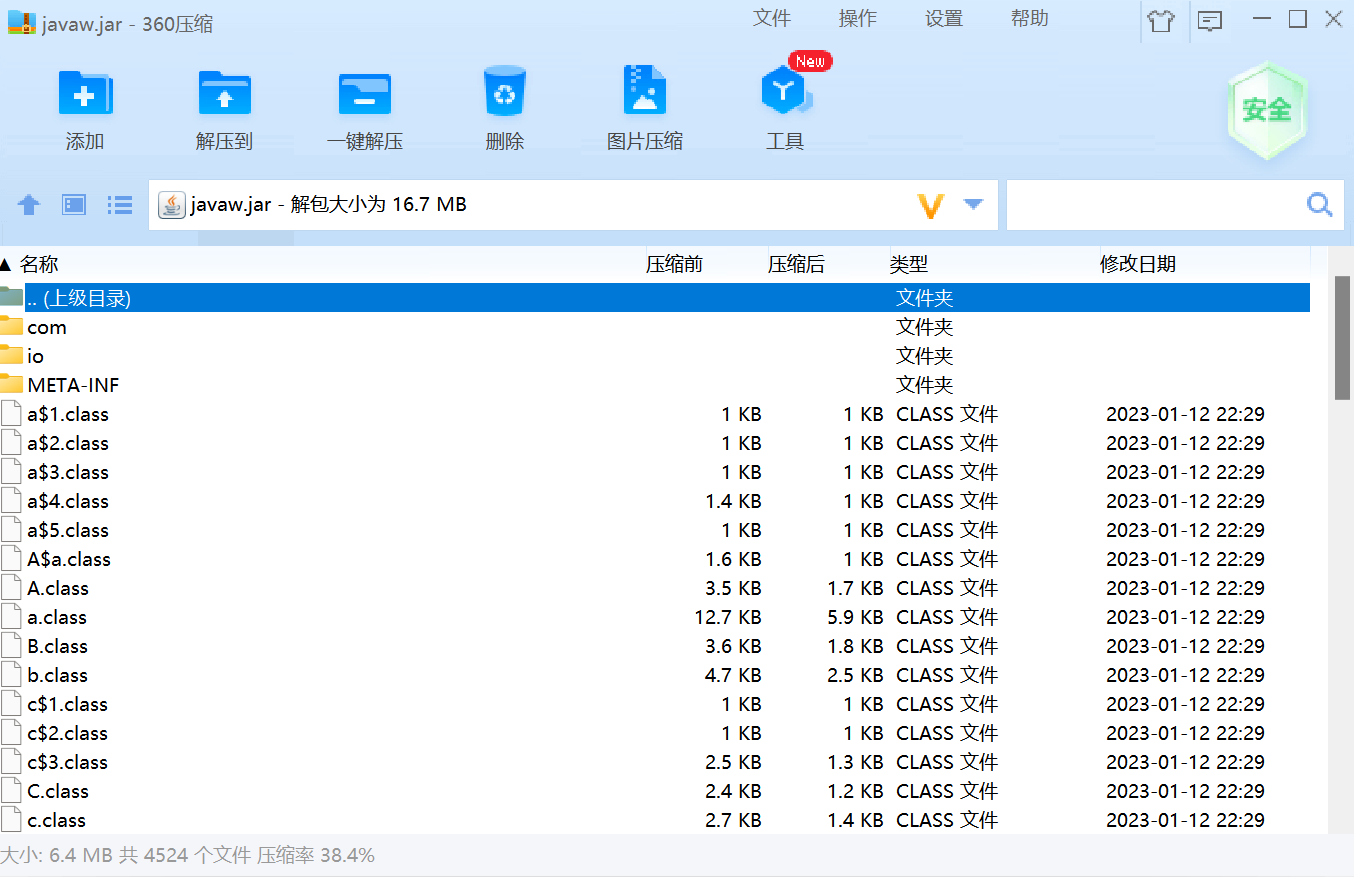 javaw.jar - 360压缩
文件 操作 设置 帮助
New
添加 解压到 一键解压 删除 图片压缩 工具
安全
javaw.jar - 解包大小为 16.7 MB
▲ 名称 压缩前 压缩后 类型 修改日期
.. (上级目录) 文件夹
com 文件夹
io 文件夹
META-INF 文件夹
a$1.class 1 KB 1 KB CLASS 文件 2023-01-12 22:29
a$2.class 1 KB 1 KB CLASS 文件 2023-01-12 22:29
a$3.class 1 KB 1 KB CLASS 文件 2023-01-12 22:29
a$4.class 1.4 KB 1 KB CLASS 文件 2023-01-12 22:29
a$5.class 1 KB 1 KB CLASS 文件 2023-01-12 22:29
A$a.class 1.6 KB 1 KB CLASS 文件 2023-01-12 22:29
A.class 3.5 KB 1.7 KB CLASS 文件 2023-01-12 22:29
a.class 12.7 KB 5.9 KB CLASS 文件 2023-01-12 22:29
B.class 3.6 KB 1.8 KB CLASS 文件 2023-01-12 22:29
b.class 4.7 KB 2.5 KB CLASS 文件 2023-01-12 22:29
c$1.class 1 KB 1 KB CLASS 文件 2023-01-12 22:29
c$2.class 1 KB 1 KB CLASS 文件 2023-01-12 22:29
c$3.class 2.5 KB 1.3 KB CLASS 文件 2023-01-12 22:29
C.class 2.4 KB 1.2 KB CLASS 文件 2023-01-12 22:29
c.class 2.7 KB 1.4 KB CLASS 文件 2023-01-12 22:29
大小: 6.4 MB 共 4524 个文件 压缩率 38.4%